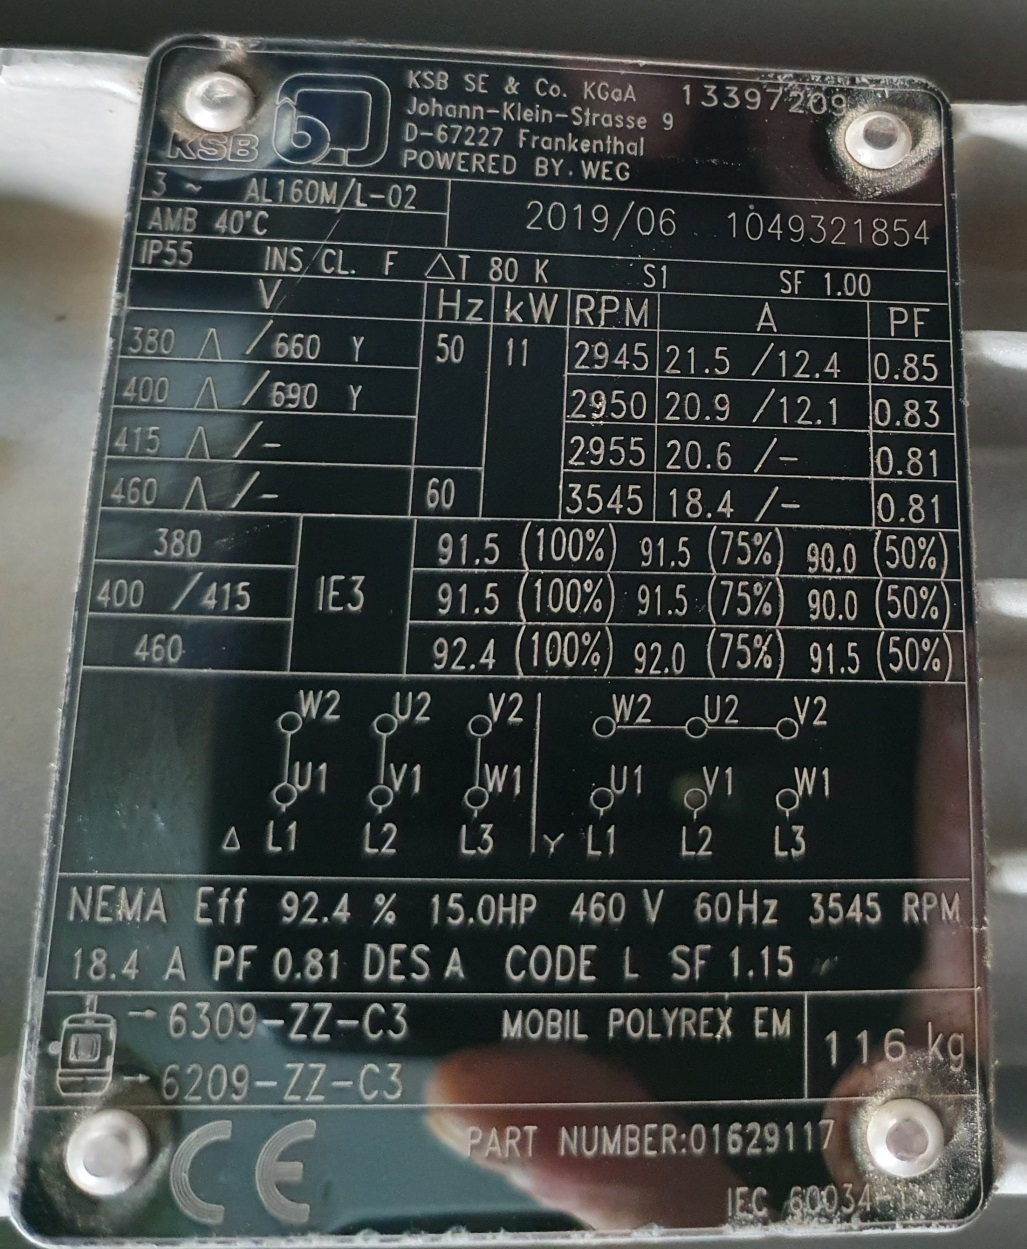 KSB SE & Co. KGaA 13397209
Johann-Klein-Strasse 9
D-67227 Frankenthal
KSB b POWERED BY. WEG
3 ~ AL160M/L-02
AMB 40°C 2019/06 1049321854
IP55 INS CL. F ΔT 80 K S1 SF 1.00
V Hz kW RPM A PF
380 Δ / 660 Y 50 11 2945 21.5 /12.4 0.85
400 Δ / 690 Y 2950 20.9 /12.1 0.83
415 Δ /- 2955 20.6 /- 0.81
460 Δ /- 60 3545 18.4 /- 0.81
380 91.5 (100%) 91.5 (75%) 90.0 (50%)
400 /415 IE3 91.5 (100%) 91.5 (75%) 90.0 (50%)
460 92.4 (100%) 92.0 (75%) 91.5 (50%)
W2 U2 V2 W2 U2 V2
U1 V1 W1 U1 V1 W1
Δ L1 L2 L3 Y L1 L2 L3
NEMA Eff 92.4 % 15.0HP 460 V 60Hz 3545 RPM
18.4 A PF 0.81 DES A CODE L SF 1.15
6309-ZZ-C3 MOBIL POLYREX EM 116 kg
6209-ZZ-C3
CE PART NUMBER:01629117
IEC